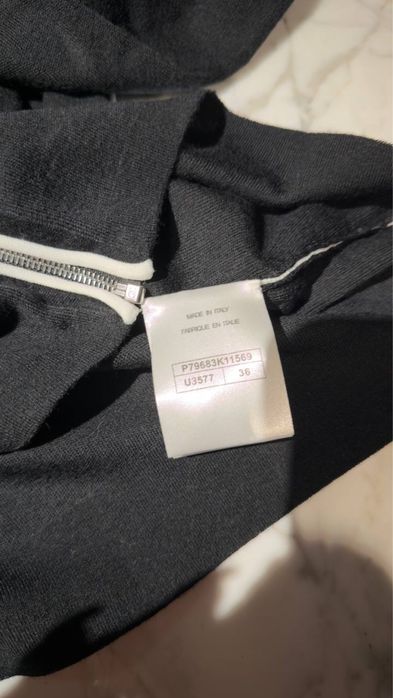 MADE IN ITALY
FABRIQUE EN ITALIE
P79683K11569
U3577 36